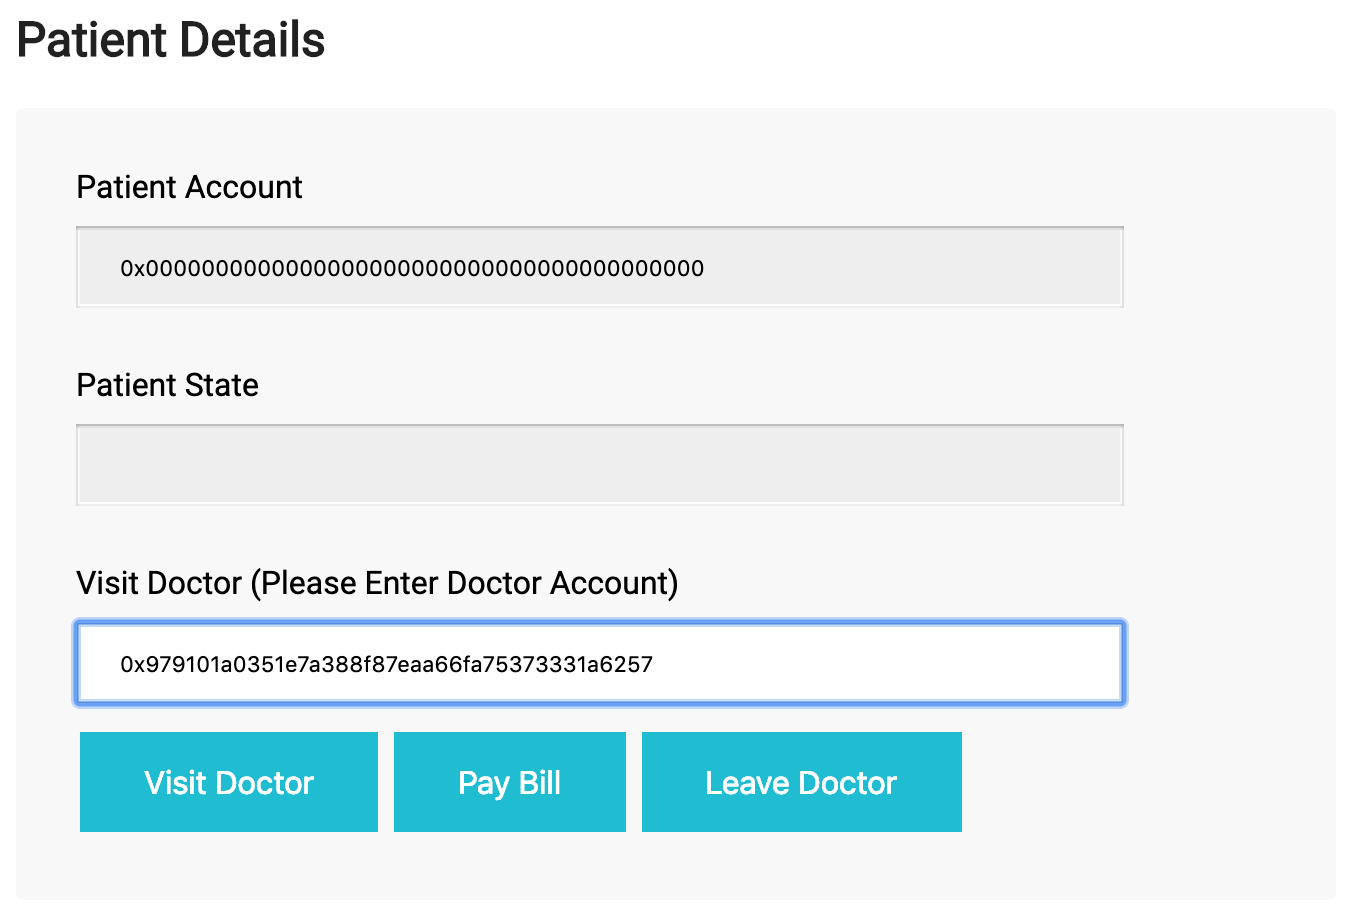 Patient Details
Patient Account
0x0000000000000000000000000000000000000000
Patient State
Visit Doctor (Please Enter Doctor Account)
0x979101a0351e7a388f87eaa66fa75373331a6257
Visit Doctor
Pay Bill
Leave Doctor